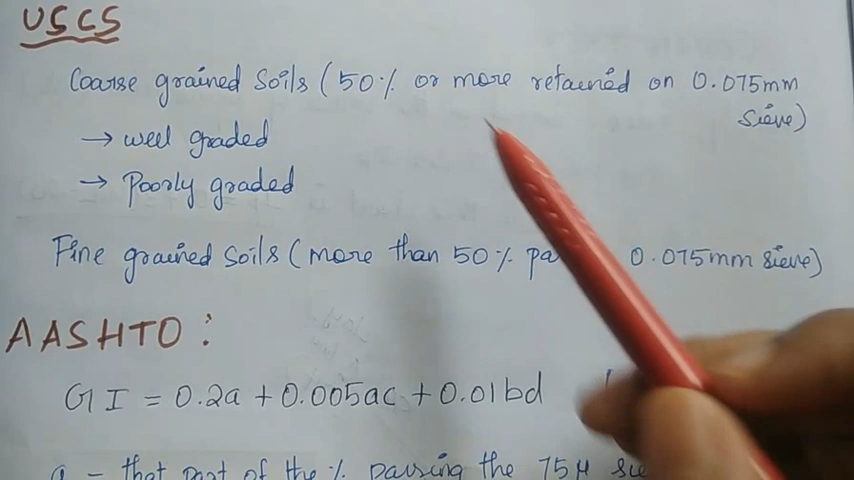 USCS
Coarse grained Soils (50% or more retained on 0.075mm
Sieve)
→ well graded
→ Poorly graded
Fine grained soils (more than 50% pa 0.075mm sieve)
AASHTO :
GI = 0.2a + 0.005ac + 0.01bd
a - that part of the % passing the 75μ